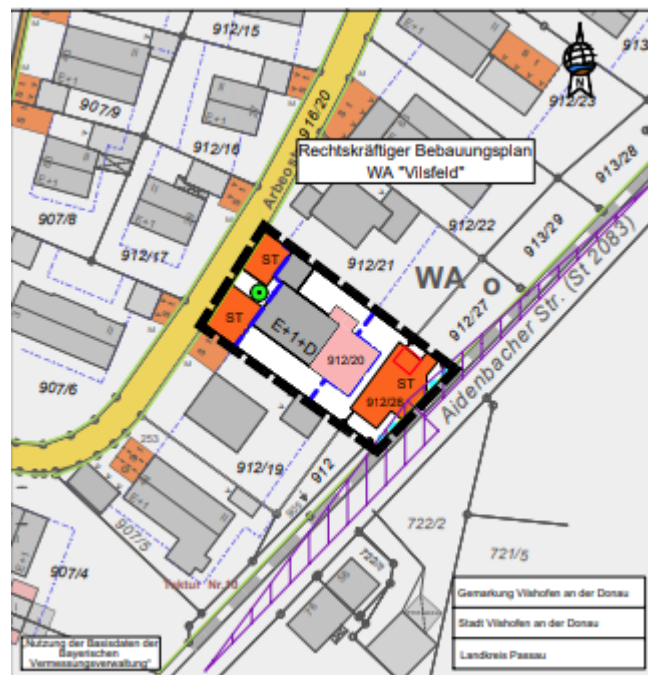 912/15
913
912/23
907/9
E+1
916/20
912/16
Rechtskräftiger Bebauungsplan
WA "Vilsfeld"
913/28
907/8
E+1
912/22
913/29
912/17
912/21
ST
WA o
912/27
ST
E+1+D
912/20
ST
912/28
Aidenbacher Str. (St 2083)
907/6
253
912/19
912
907/5
E+1
722/2
721/5
907/4
Gemarkung Vilshofen an der Donau
Stadt Vilshofen an der Donau
Landkreis Passau
"Nutzung der Basisdaten der
Bayerischen
Vermessungsverwaltung"
N